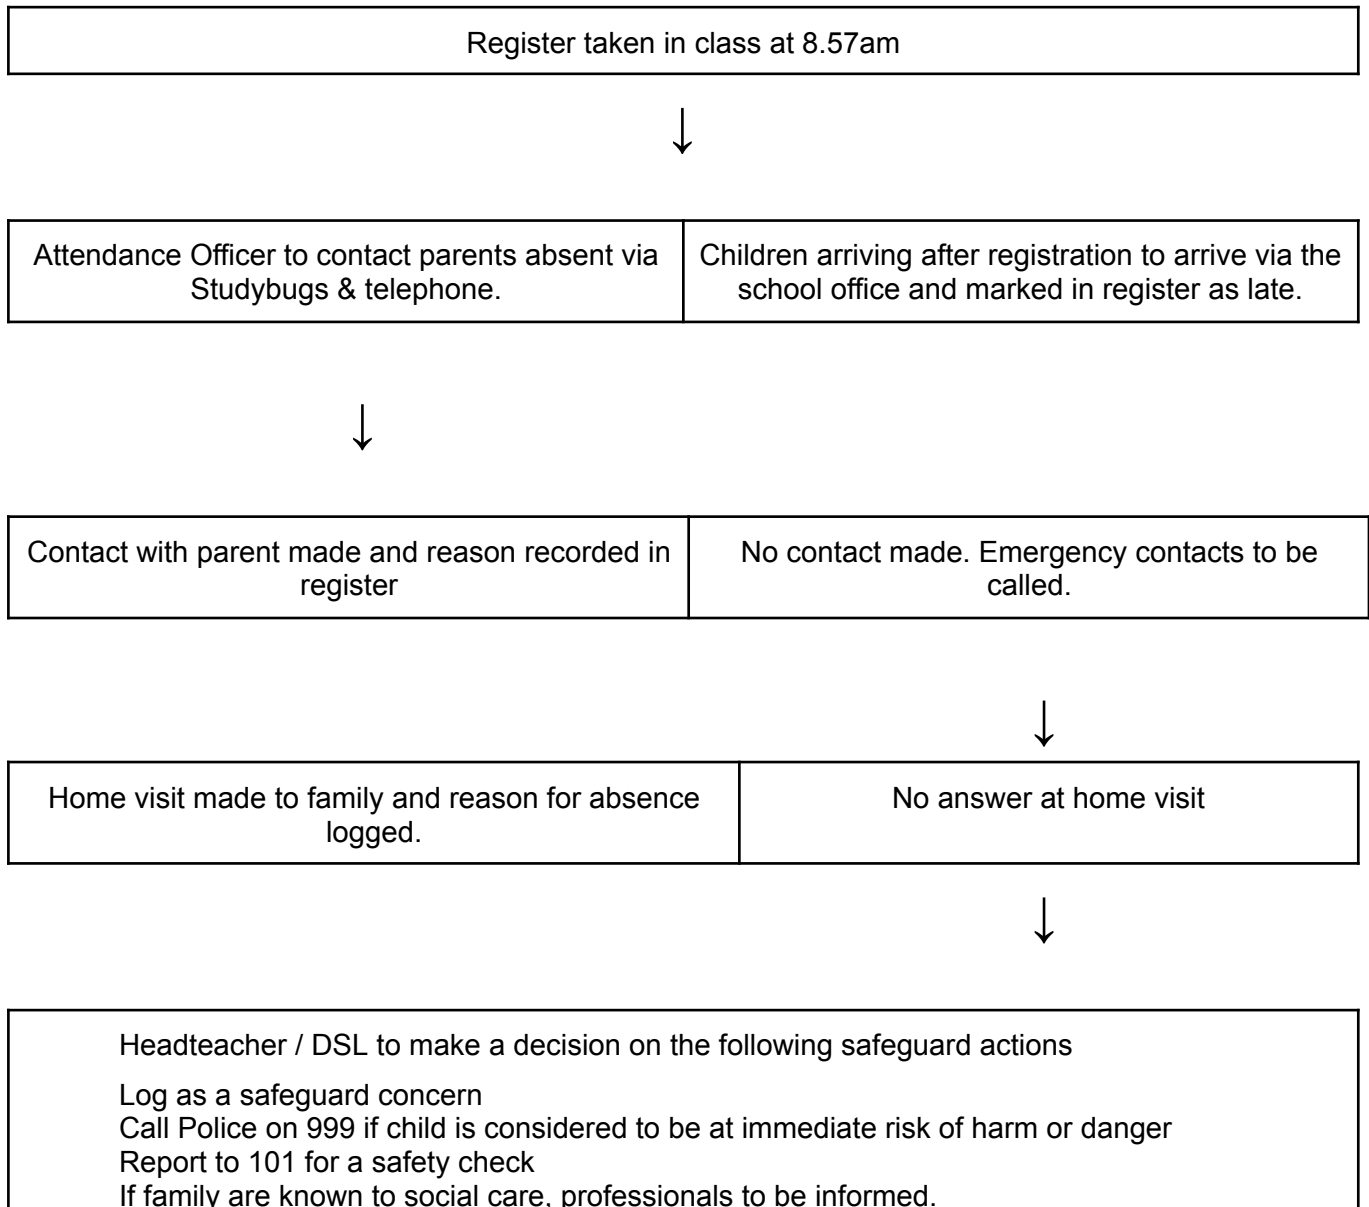 Register taken in class at 8.57am
↓
Attendance Officer to contact parents absent via
Studybugs & telephone.
Children arriving after registration to arrive via the
school office and marked in register as late.
↓
Contact with parent made and reason recorded in
register
No contact made. Emergency contacts to be
called.
↓
Home visit made to family and reason for absence
logged.
No answer at home visit
↓
Headteacher / DSL to make a decision on the following safeguard actions
Log as a safeguard concern
Call Police on 999 if child is considered to be at immediate risk of harm or danger
Report to 101 for a safety check
If family are known to social care, professionals to be informed.